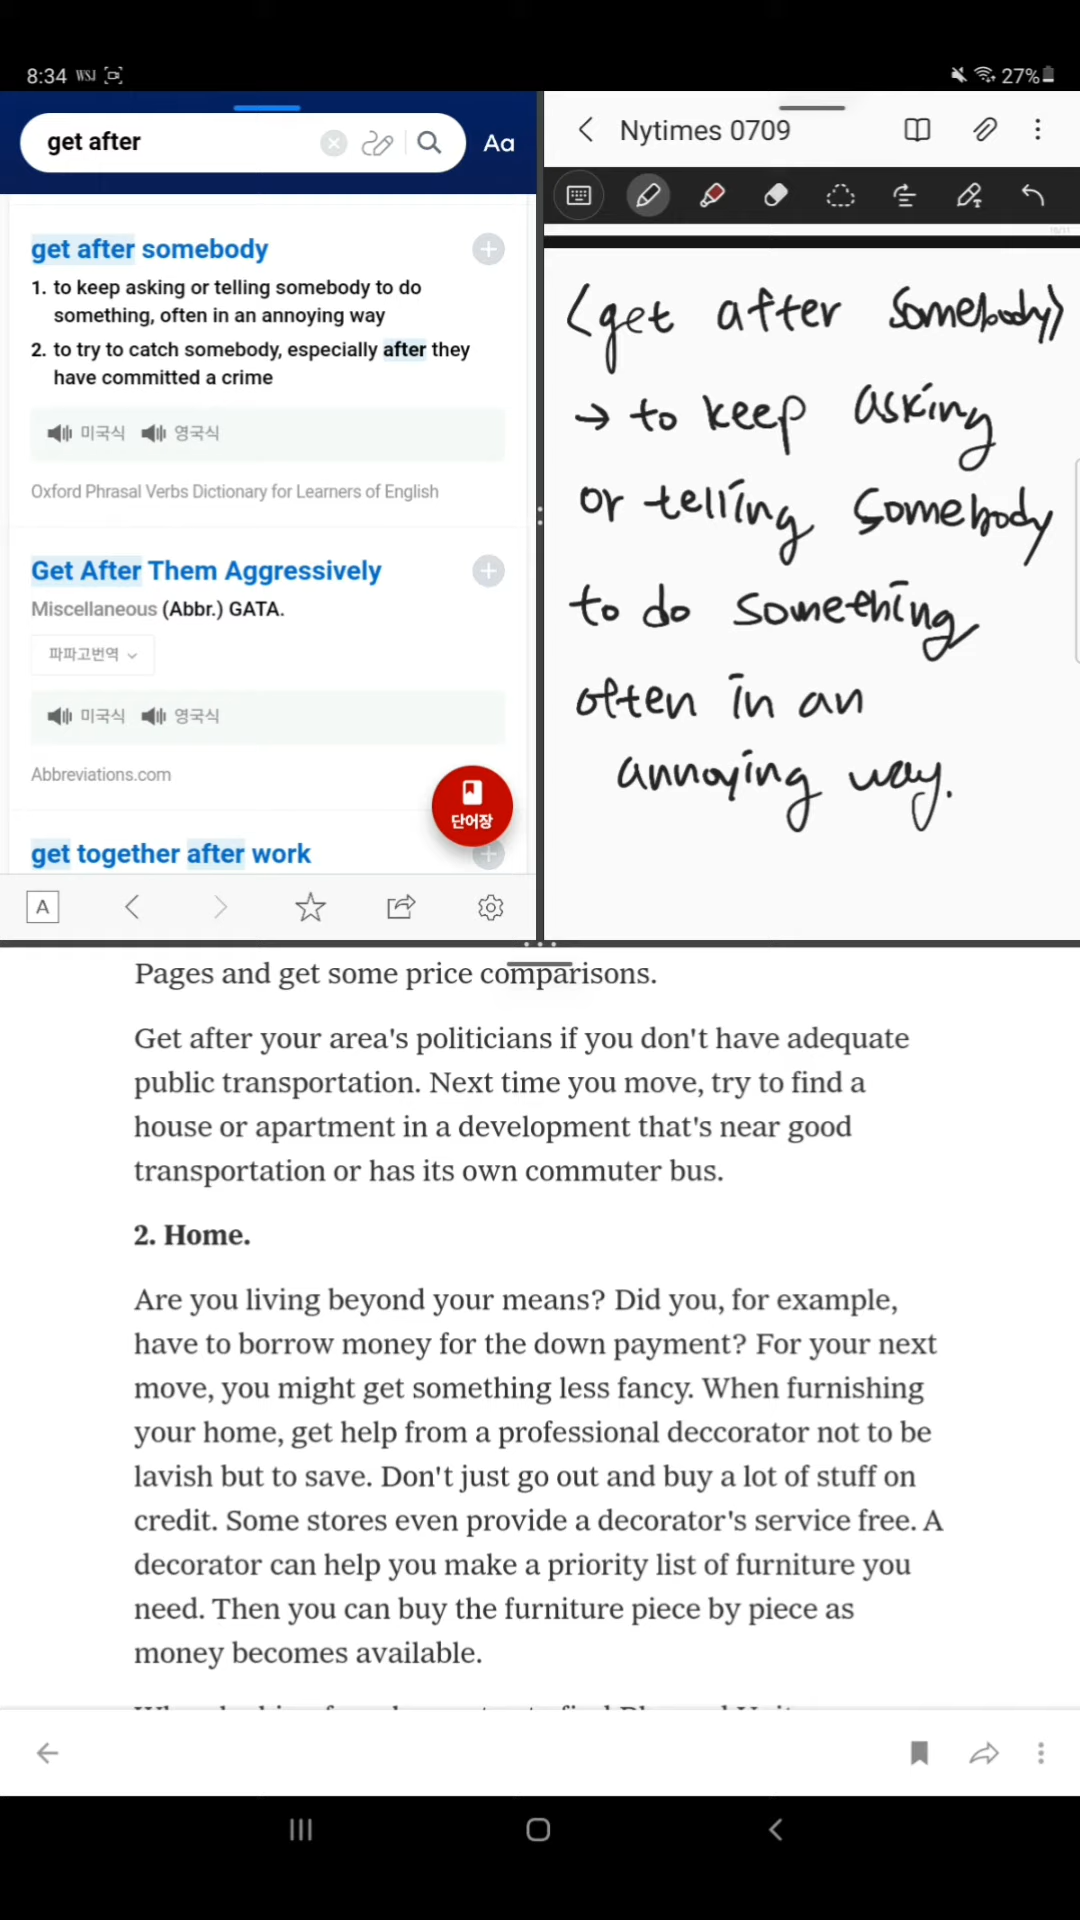 8:34 WSJ 27%
get after Aa
get after somebody
1. to keep asking or telling somebody to do
something, often in an annoying way
2. to try to catch somebody, especially after they
have committed a crime
미국식 영국식
Oxford Phrasal Verbs Dictionary for Learners of English
Get After Them Aggressively
Miscellaneous (Abbr.) GATA.
파파고번역
미국식 영국식
Abbreviations.com
단어장
get together after work
A
Nytimes 0709
<get after somebody>
→ to keep asking
or telling somebody
to do something
often in an
annoying way.
Pages and get some price comparisons.
Get after your area's politicians if you don't have adequate
public transportation. Next time you move, try to find a
house or apartment in a development that's near good
transportation or has its own commuter bus.
2. Home.
Are you living beyond your means? Did you, for example,
have to borrow money for the down payment? For your next
move, you might get something less fancy. When furnishing
your home, get help from a professional deccorator not to be
lavish but to save. Don't just go out and buy a lot of stuff on
credit. Some stores even provide a decorator's service free. A
decorator can help you make a priority list of furniture you
need. Then you can buy the furniture piece by piece as
money becomes available.